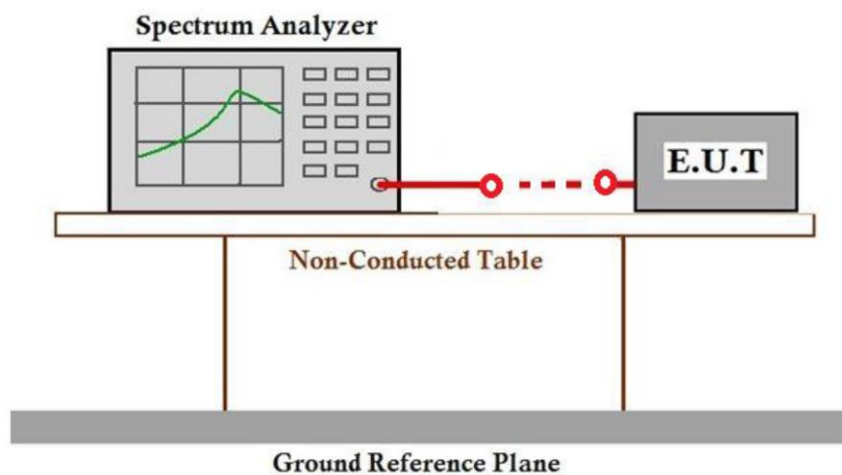 Spectrum Analyzer
E.U.T
Non-Conducted Table
Ground Reference Plane